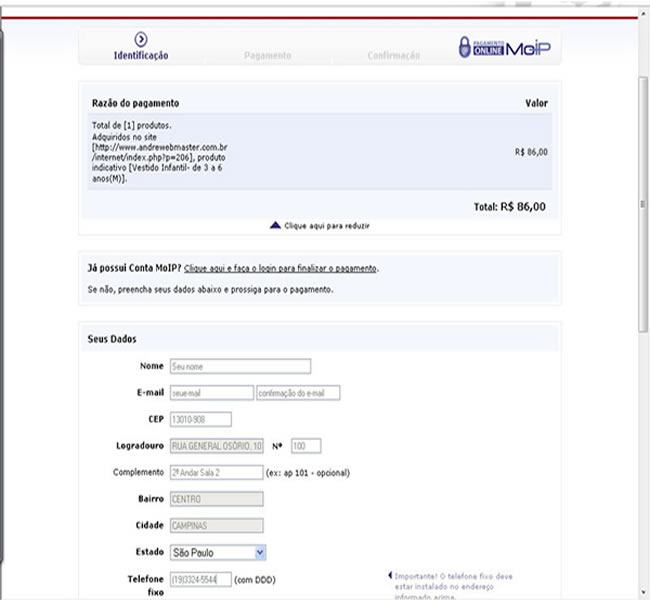 Identificação
Pagamento
Confirmação
PAGAMENTO
ONLINE MOIP
Razão do pagamento Valor
Total de [1] produtos.
Adquiridos no site
[http://www.andrewebmaster.com.br
/internet/index.php?p=206], produto
indicativo [Vestido Infantil- de 3 a 6
anos(M)].
R$ 86,00
Total: R$ 86,00
Clique aqui para reduzir
Já possui Conta MoIP? Clique aqui e faça o login para finalizar o pagamento.
Se não, preencha seus dados abaixo e prossiga para o pagamento.
Seus Dados
Nome Seu nome
E-mail seue-mail confirmação do e-mail
CEP 13010-908
Logradouro RUA GENERAL OSÓRIO, 10 Nº 100
Complemento 2º Andar Sala 2 (ex: ap 101 - opcional)
Bairro CENTRO
Cidade CAMPINAS
Estado São Paulo
Telefone (19)3324-5544 (com DDD)
fixo
Importante! O telefone fixo deve
estar instalado no endereço
informado acima.